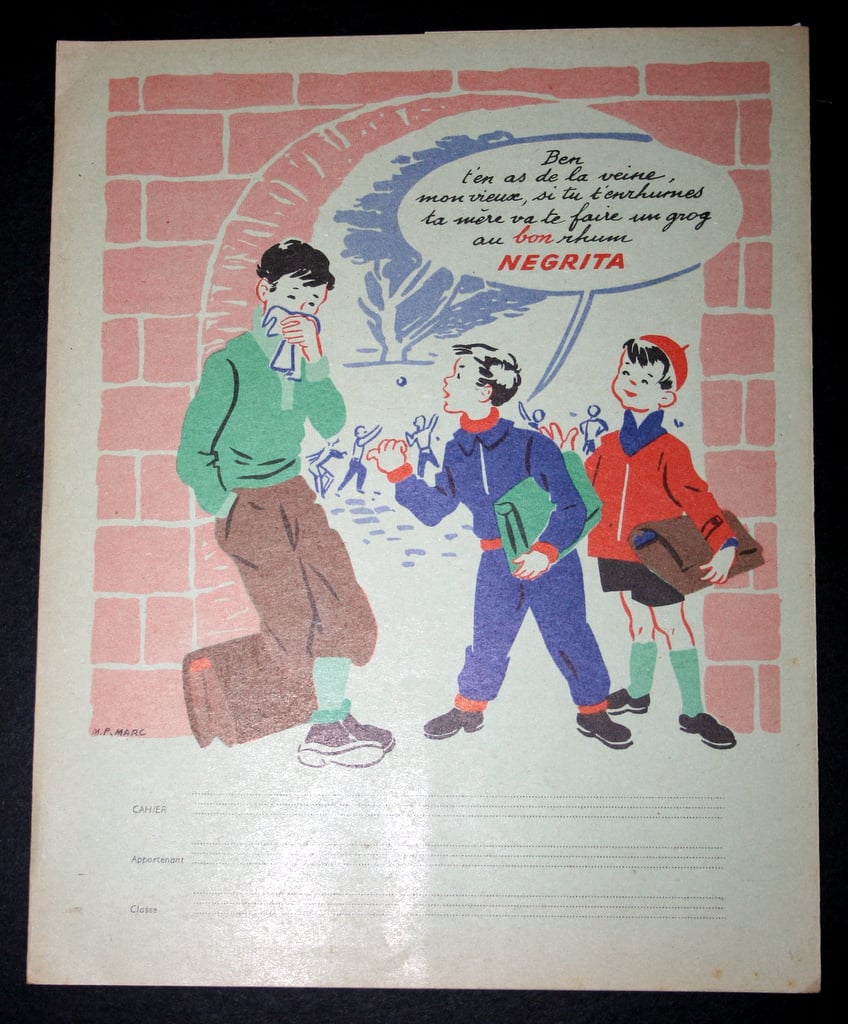 Ben
t'en as de la veine,
mon vieux, si tu t'enrhumes
ta mère va te faire un grog
au bon rhum
NEGRITA
M.P. MARC
CAHIER
Appartenant
Classe